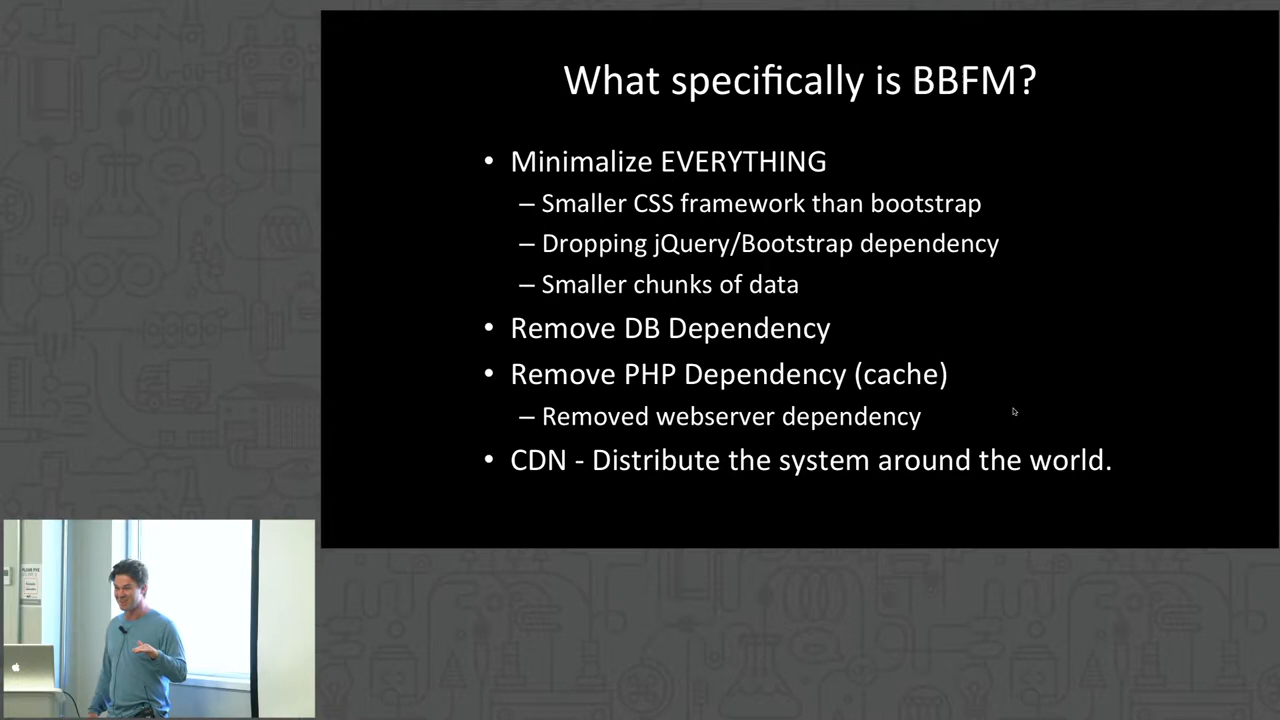 What specifically is BBFM?
• Minimalize EVERYTHING
– Smaller CSS framework than bootstrap
– Dropping jQuery/Bootstrap dependency
– Smaller chunks of data
• Remove DB Dependency
• Remove PHP Dependency (cache)
– Removed webserver dependency
• CDN - Distribute the system around the world.